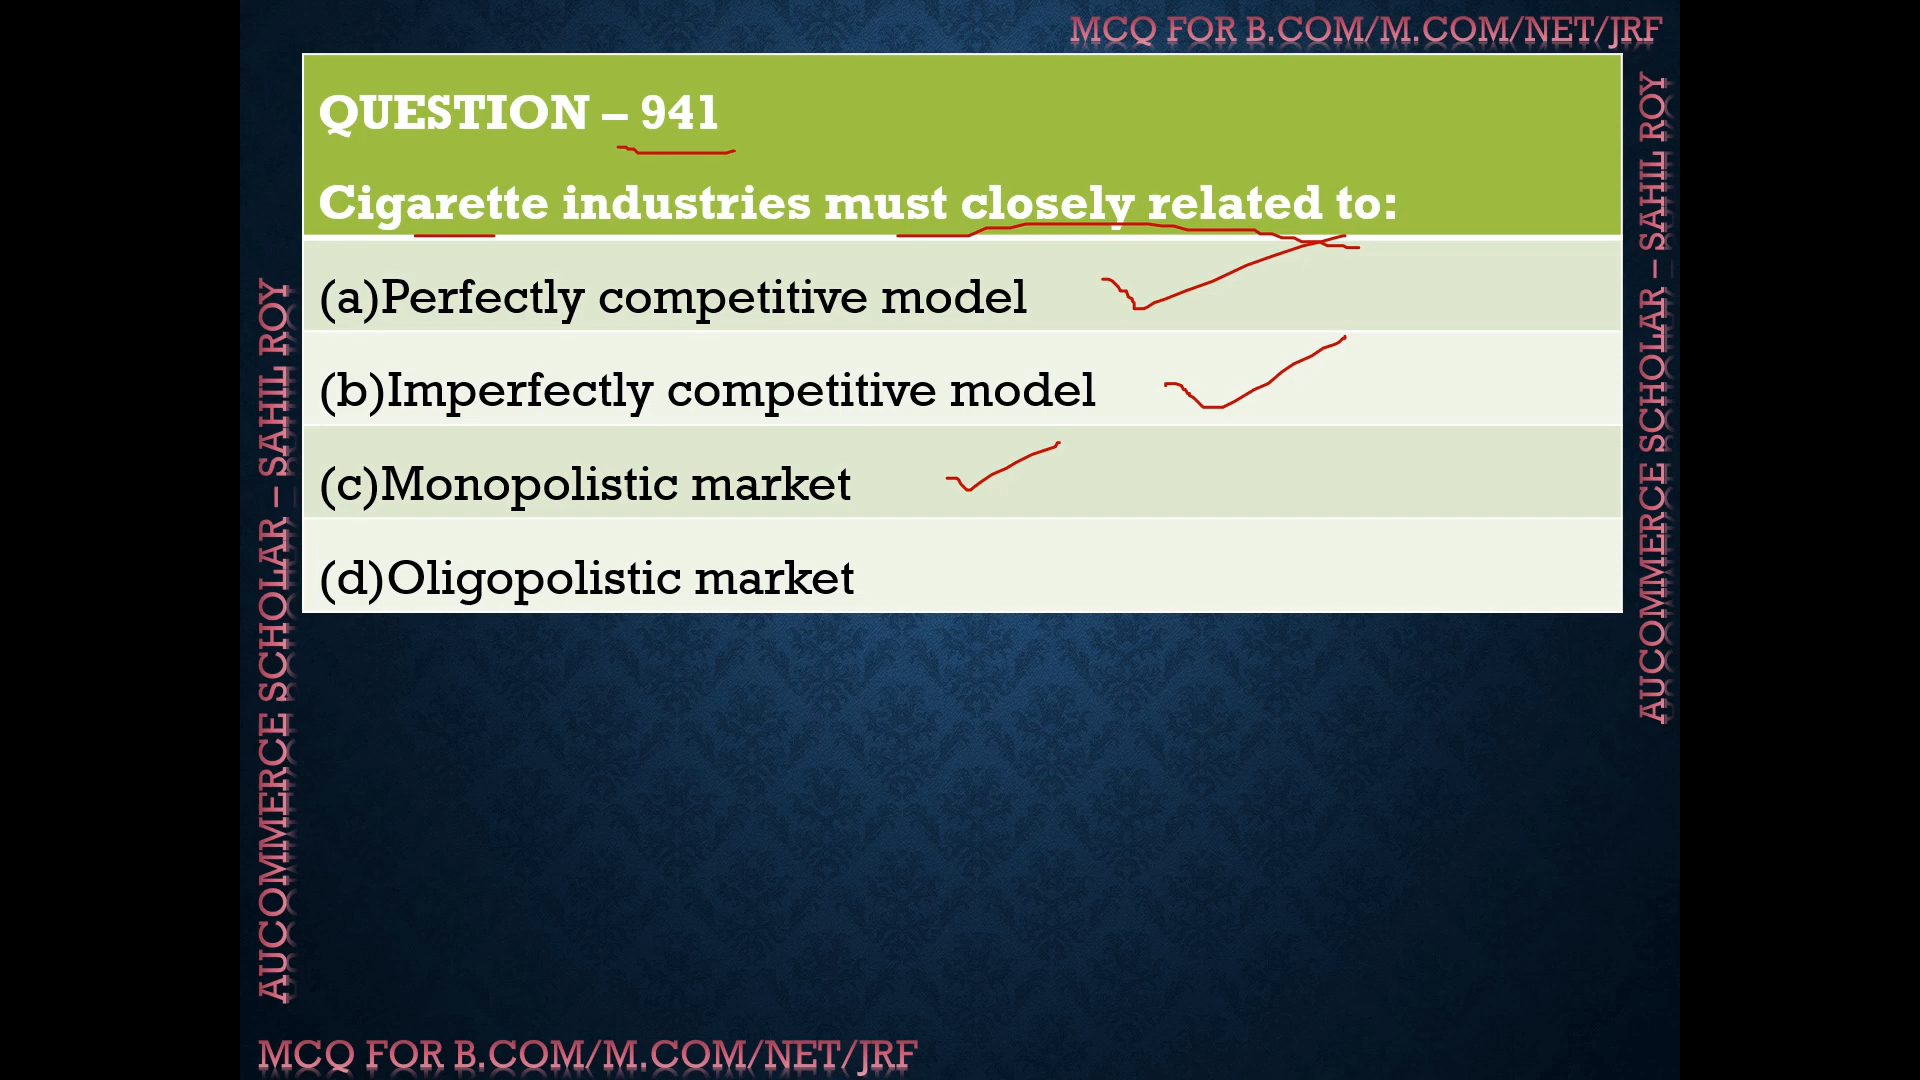 MCQ FOR B.COM/M.COM/NET/JRF
QUESTION – 941
Cigarette industries must closely related to:
(a)Perfectly competitive model
(b)Imperfectly competitive model
(c)Monopolistic market
(d)Oligopolistic market
AUCOMMERCE SCHOLAR – SAHIL ROY
AUCOMMERCE SCHOLAR – SAHIL ROY
MCQ FOR B.COM/M.COM/NET/JRF